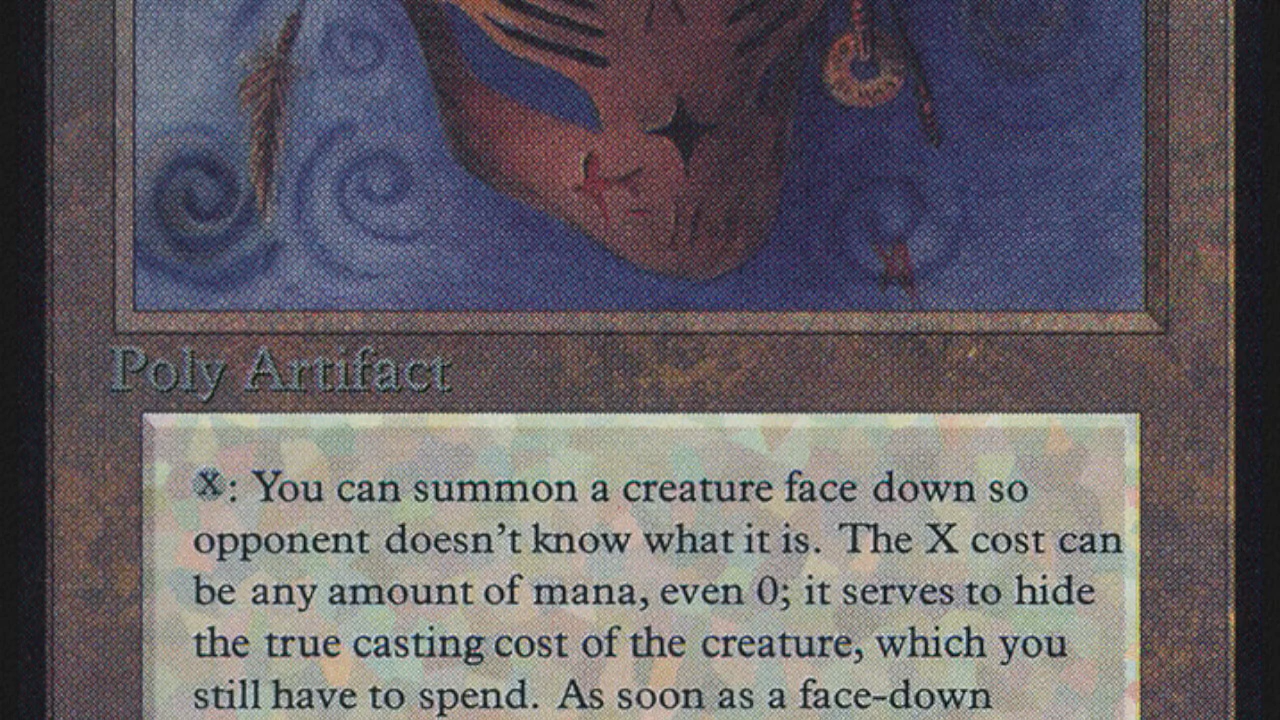 Poly Artifact
X: You can summon a creature face down so
opponent doesn't know what it is. The X cost can
be any amount of mana, even 0; it serves to hide
the true casting cost of the creature, which you
still have to spend. As soon as a face-down